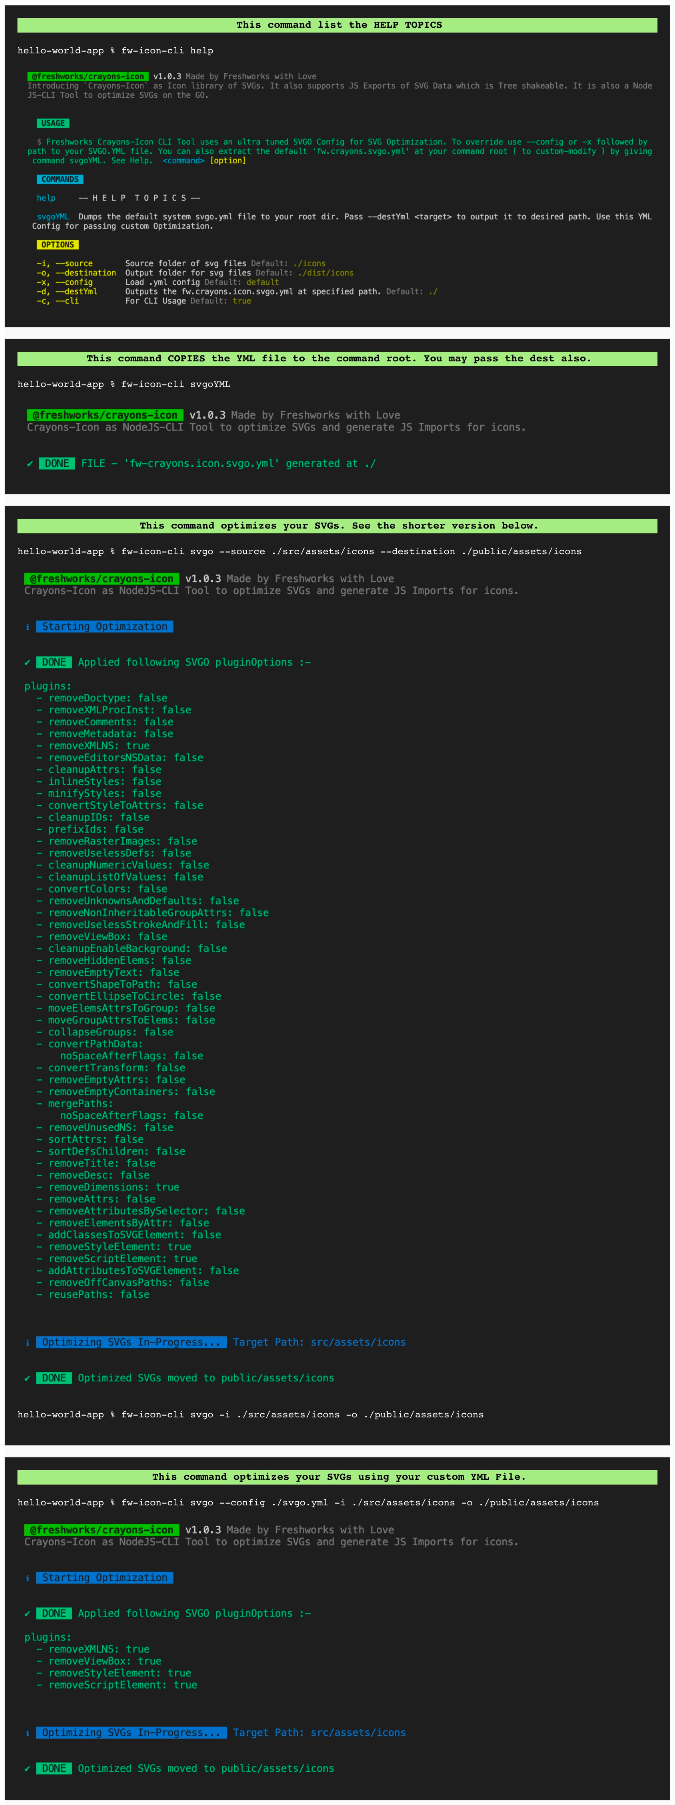 This command list the HELP TOPICS
hello-world-app % fw-icon-cli help
@freshworks/crayons-icon v1.0.3 Made by Freshworks with Love
Introducing `Crayons-Icon` as Icon library of SVGs. It also supports JS Exports of SVG Data which is Tree shakeable. It is also a Node
JS-CLI Tool to optimize SVGs on the GO.
USAGE
$ Freshworks Crayons-Icon CLI Tool uses an ultra tuned SVGO Config for SVG Optimization. To override use --config or -x followed by
path to your SVGO.YML file. You can also extract the default 'fw.crayons.svgo.yml' at your command root ( to custom-modify ) by giving
command svgoYML. See Help. <command> [option]
COMMANDS
help -- H E L P T O P I C S --
svgoYML Dumps the default system svgo.yml file to your root dir. Pass --destYml <target> to output it to desired path. Use this YML
Config for passing custom Optimization.
OPTIONS
-i, --source Source folder of svg files Default: ./icons
-o, --destination Output folder for svg files Default: ./dist/icons
-x, --config Load .yml config Default: default
-d, --destYml Outputs the fw.crayons.icon.svgo.yml at specified path. Default: ./
-c, --cli For CLI Usage Default: true
This command COPIES the YML file to the command root. You may pass the dest also.
hello-world-app % fw-icon-cli svgoYML
@freshworks/crayons-icon v1.0.3 Made by Freshworks with Love
Crayons-Icon as NodeJS-CLI Tool to optimize SVGs and generate JS Imports for icons.
✔ DONE FILE - 'fw-crayons.icon.svgo.yml' generated at ./
This command optimizes your SVGs. See the shorter version below.
hello-world-app % fw-icon-cli svgo --source ./src/assets/icons --destination ./public/assets/icons
@freshworks/crayons-icon v1.0.3 Made by Freshworks with Love
Crayons-Icon as NodeJS-CLI Tool to optimize SVGs and generate JS Imports for icons.
ℹ Starting Optimization
✔ DONE Applied following SVGO pluginOptions :-
plugins:
- removeDoctype: false
- removeXMLProcInst: false
- removeComments: false
- removeMetadata: false
- removeXMLNS: true
- removeEditorsNSData: false
- cleanupAttrs: false
- inlineStyles: false
- minifyStyles: false
- convertStyleToAttrs: false
- cleanupIDs: false
- prefixIds: false
- removeRasterImages: false
- removeUselessDefs: false
- cleanupNumericValues: false
- cleanupListOfValues: false
- convertColors: false
- removeUnknownsAndDefaults: false
- removeNonInheritableGroupAttrs: false
- removeUselessStrokeAndFill: false
- removeViewBox: false
- cleanupEnableBackground: false
- removeHiddenElems: false
- removeEmptyText: false
- convertShapeToPath: false
- convertEllipseToCircle: false
- moveElemsAttrsToGroup: false
- moveGroupAttrsToElems: false
- collapseGroups: false
- convertPathData:
noSpaceAfterFlags: false
- convertTransform: false
- removeEmptyAttrs: false
- removeEmptyContainers: false
- mergePaths:
noSpaceAfterFlags: false
- removeUnusedNS: false
- sortAttrs: false
- sortDefsChildren: false
- removeTitle: false
- removeDesc: false
- removeDimensions: true
- removeAttrs: false
- removeAttributesBySelector: false
- removeElementsByAttr: false
- addClassesToSVGElement: false
- removeStyleElement: true
- removeScriptElement: true
- addAttributesToSVGElement: false
- removeOffCanvasPaths: false
- reusePaths: false
ℹ Optimizing SVGs In-Progress... Target Path: src/assets/icons
✔ DONE Optimized SVGs moved to public/assets/icons
hello-world-app % fw-icon-cli svgo -i ./src/assets/icons -o ./public/assets/icons
This command optimizes your SVGs using your custom YML File.
hello-world-app % fw-icon-cli svgo --config ./svgo.yml -i ./src/assets/icons -o ./public/assets/icons
@freshworks/crayons-icon v1.0.3 Made by Freshworks with Love
Crayons-Icon as NodeJS-CLI Tool to optimize SVGs and generate JS Imports for icons.
ℹ Starting Optimization
✔ DONE Applied following SVGO pluginOptions :-
plugins:
- removeXMLNS: true
- removeViewBox: true
- removeStyleElement: true
- removeScriptElement: true
ℹ Optimizing SVGs In-Progress... Target Path: src/assets/icons
✔ DONE Optimized SVGs moved to public/assets/icons